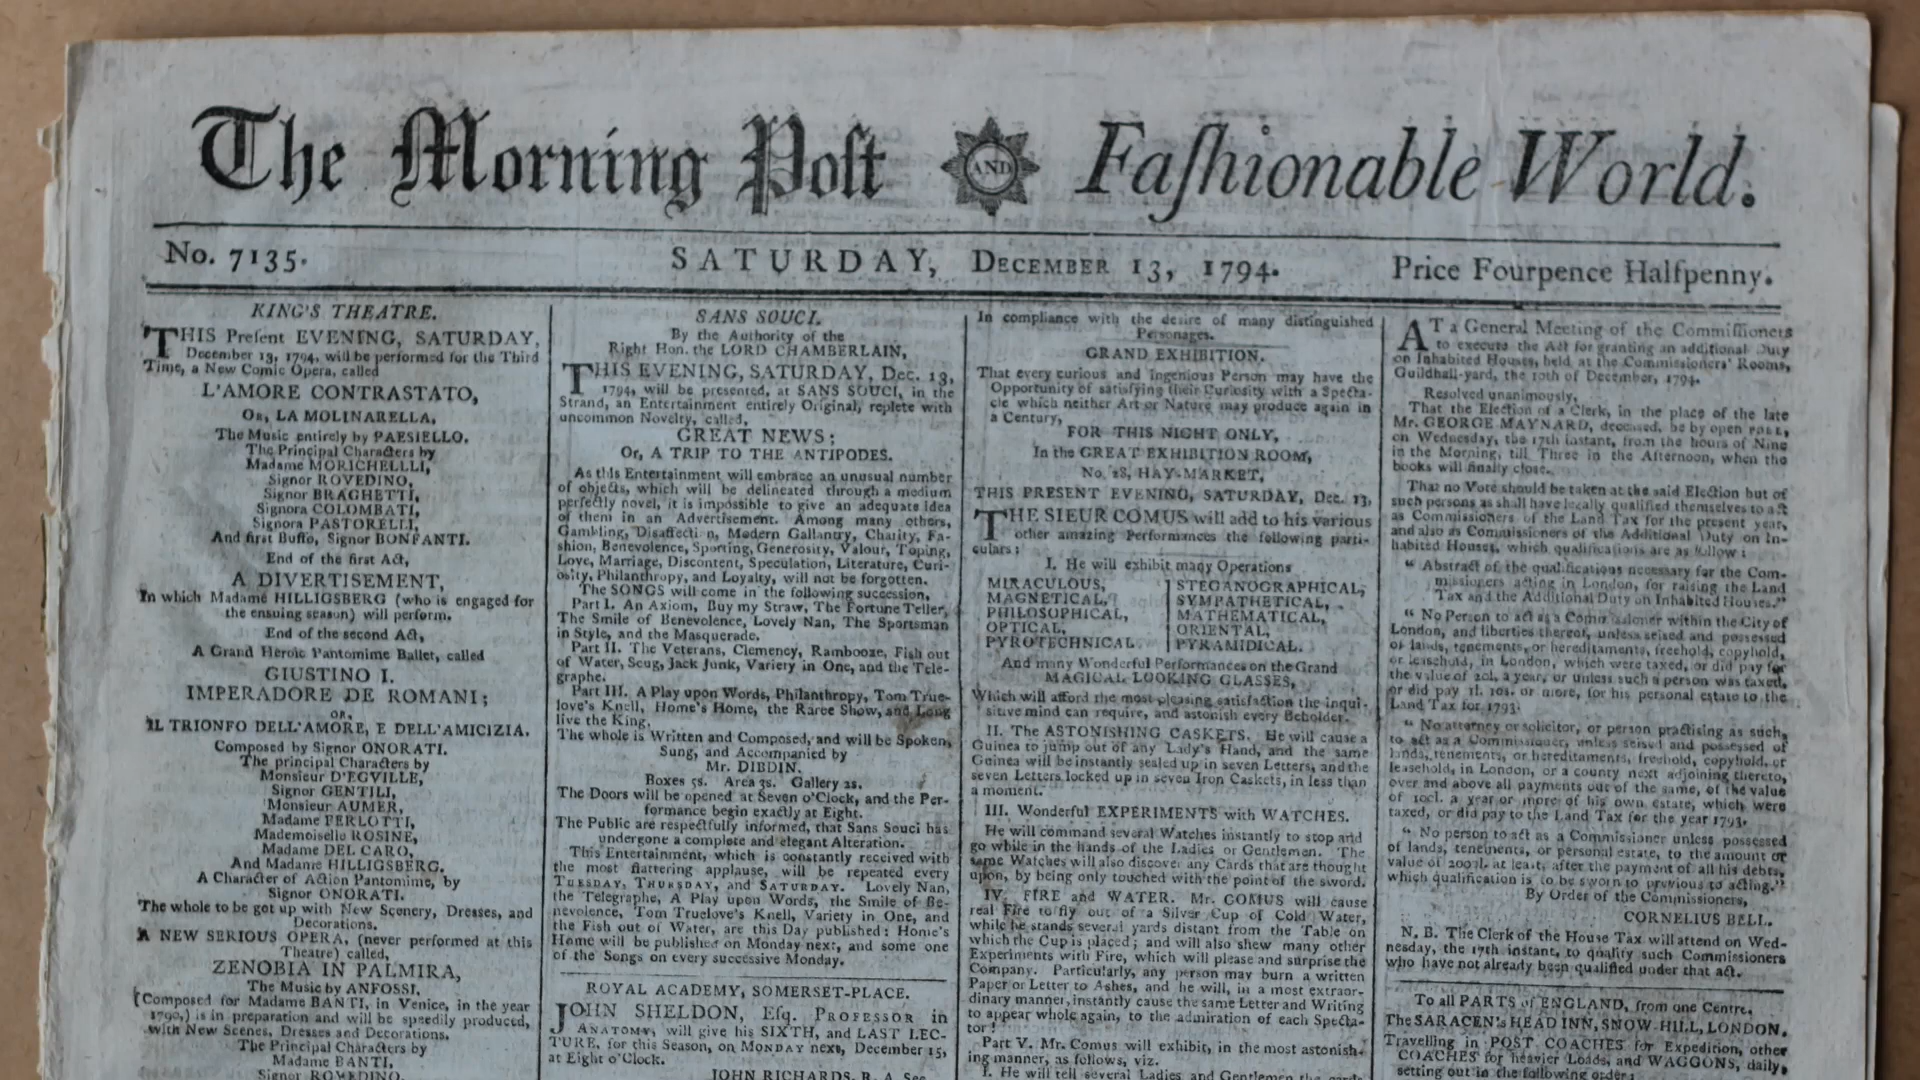 The Morning Poſt AND Faſhionable World.
No. 7135.
SATURDAY, DECEMBER 13, 1794.
Price Fourpence Halfpenny.
KING'S THEATRE.
THIS Preſent EVENING, SATURDAY,
December 13, 1794, will be performed for the Third
Time, a New Comic Opera, called
L'AMORE CONTRASTATO,
OR, LA MOLINARELLA,
The Music entirely by PAESIELLO.
The Principal Characters by
Madame MORICHELLLI,
Signor ROVEDINO,
Signor BRAGHETTI,
Signora COLOMBATI,
Signora PASTORELLI,
And first Buffo, Signor BONFANTI.
End of the first Act,
A DIVERTISEMENT,
In which Madame HILLIGSBERG (who is engaged for
the ensuing season) will perform.
End of the second Act,
A Grand Heroic Pantomime Ballet, called
GIUSTINO I.
IMPERADORE DE ROMANI;
OR,
IL TRIONFO DELL'AMORE, E DELL'AMICIZIA.
Composed by Signor ONORATI.
The principal Characters by
Monsieur D'EGVILLE,
Signor GENTILI,
Monsieur AUMER,
Madame FERLOTTI,
Mademoiselle ROSINE,
Madame DEL CARO,
And Madame HILLIGSBERG.
A Character of Action Pantomime, by
Signor ONORATI.
The whole to be got up with New Scenery, Dresses, and
Decorations.
A NEW SERIOUS OPERA, (never performed at this
Theatre) called,
ZENOBIA IN PALMIRA,
The Music by ANFOSSI,
(Composed for Madame BANTI, in Venice, in the year
1790,) is in preparation and will be speedily produced,
with New Scenes, Dresses and Decorations.
The Principal Characters by
Madame BANTI,
Signor ROVEDINO,
SANS SOUCI.
By the Authority of the
Right Hon. the LORD CHAMBERLAIN,
THIS EVENING, SATURDAY, Dec. 13,
1794, will be presented, at SANS SOUCI, in the
Strand, an Entertainment entirely Original, replete with
uncommon Novelty, called,
GREAT NEWS;
Or, A TRIP TO THE ANTIPODES.
As this Entertainment will embrace an unusual number
of objects, which will be delineated through a medium
perfectly novel, it is impossible to give an adequate idea
of them in an Advertisement. Among many others,
Gambling, Disaffection, Modern Gallantry, Charity, Fa-
shion, Benevolence, Sporting, Generosity, Valour, Toping,
Love, Marriage, Discontent, Speculation, Literature, Curi-
osity, Philanthropy, and Loyalty, will not be forgotten.
The SONGS will come in the following succession,
Part I. An Axiom, Buy my Straw, The Fortune Teller,
The Smile of Benevolence, Lovely Nan, The Sportsman
in Style, and the Masquerade.
Part II. The Veterans, Clemency, Rambooze, Fish out
of Water, Scug, Jack Junk, Variety in One, and the Tele-
graphe.
Part III. A Play upon Words, Philanthropy, Tom True-
love's Knell, Home's Home, the Raree Show, and Long
live the King.
The whole is Written and Composed, and will be Spoken,
Sung, and Accompanied by
Mr. DIBDIN.
Boxes 5s. Area 3s. Gallery 2s.
The Doors will be opened at Seven o'Clock, and the Per-
formance begin exactly at Eight.
The Public are respectfully informed, that Sans Souci has
undergone a complete and elegant Alteration.
This Entertainment, which is constantly received with
the most flattering applause, will be repeated every
TUESDAY, THURSDAY, and SATURDAY. Lovely Nan,
the Telegraphe, A Play upon Words, the Smile of Be-
nevolence, Tom Truelove's Knell, Variety in One, and
the Fish out of Water, are this Day published: Home's
Home will be published on Monday next, and some one
of the Songs on every successive Monday.
ROYAL ACADEMY, SOMERSET-PLACE.
JOHN SHELDON, Eſq. PROFESSOR in
ANATOMY, will give his SIXTH, and LAST LEC-
TURE, for this Season, on MONDAY next, December 15,
at Eight o'Clock.
JOHN RICHARDS, R. A. Sec.
In compliance with the desire of many distinguished
Personages.
GRAND EXHIBITION.
That every curious and ingenious Person may have the
Opportunity of satisfying their Curiosity with a Specta-
cle which neither Art or Nature may produce again in
a Century,
FOR THIS NIGHT ONLY,
In the GREAT EXHIBITION ROOM,
No. 28, HAY-MARKET,
THIS PRESENT EVENING, SATURDAY, Dec. 13,
THE SIEUR COMUS will add to his various
other amazing Performances the following parti-
culars:
I. He will exhibit many Operations
MIRACULOUS,
MAGNETICAL,
PHILOSOPHICAL,
OPTICAL,
PYROTECHNICAL
STEGANOGRAPHICAL,
SYMPATHETICAL,
MATHEMATICAL,
ORIENTAL,
PYRAMIDICAL.
And many Wonderful Performances on the Grand
MAGICAL LOOKING GLASSES,
Which will afford the most pleasing satisfaction the inqui-
sitive mind can require, and astonish every Beholder.
II. The ASTONISHING CASKETS. He will cause a
Guinea to jump out of any Lady's Hand, and the same
Guinea will be instantly sealed up in seven Letters, and the
seven Letters locked up in seven Iron Caskets, in less than
a moment.
III. Wonderful EXPERIMENTS with WATCHES.
He will command several Watches instantly to stop and
go while in the hands of the Ladies or Gentlemen. The
same Watches will also discover any Cards that are thought
upon, by being only touched with the point of the sword.
IV. FIRE and WATER. Mr. COMUS will cause
real Fire to fly out of a Silver Cup of Cold Water,
while he stands several yards distant from the Table on
which the Cup is placed; and will also shew many other
Experiments with Fire, which will please and surprise the
Company. Particularly, any person may burn a written
Paper or Letter to Ashes, and he will, in a most extraor-
dinary manner, instantly cause the same Letter and Writing
to appear whole again, to the admiration of each Specta-
tor!
Part V. Mr. Comus will exhibit, in the most astonish-
ing manner, as follows, viz.
I. He will tell several Ladies and Gentlemen the cards
AT a General Meeting of the Commiſſioners
to execute the Act for granting an additional Duty
on Inhabited Houses, held at the Commissioners' Rooms,
Guildhall-yard, the 10th of December, 1794.
Resolved unanimously,
That the Election of a Clerk, in the place of the late
Mr. GEORGE MAYNARD, deceased, be by open POLL,
on Wednesday, the 17th instant, from the hours of Nine
in the Morning, till Three in the Afternoon, when the
books will finally close.
That no Vote should be taken at the said Election but of
such persons as shall have legally qualified themselves to act
as Commissioners of the Land Tax for the present year,
and also as Commissioners of the Additional Duty on In-
habited Houses, which qualifications are as follow:
" Abstract of the qualifications necessary for the Com-
missioners acting in London, for raising the Land
Tax and the Additional Duty on Inhabited Houses."
" No Person to act as a Commissioner within the City of
London, and liberties thereof, unless seised and possessed
of lands, tenements, or hereditaments, freehold, copyhold,
or leasehold, in London, which were taxed, or did pay for
the value of 20l. a year, or unless such a person was taxed,
or did pay 1l. 10s. or more, for his personal estate to the
Land Tax for 1793.
" No attorney or solicitor, or person practising as such,
to act as a Commissioner, unless seised and possessed of
lands, tenements, or hereditaments, freehold, copyhold, or
leasehold, in London, or a county next adjoining thereto,
over and above all payments out of the same, of the value
of 100l. a year or more of his own estate, which were
taxed, or did pay to the Land Tax for the year 1793.
" No person to act as a Commissioner unless possessed
of lands, tenements, or personal estate, to the amount or
value of 200l. at least, after the payment of all his debts,
which qualification is to be sworn to previous to acting."
By Order of the Commissioners,
CORNELIUS BELL.
N. B. The Clerk of the House Tax will attend on Wed-
nesday, the 17th instant, to qualify such Commissioners
who have not already been qualified under that act.
To all PARTS of ENGLAND, from one Centre.
The SARACEN's HEAD INN, SNOW-HILL, LONDON.
Travelling in POST COACHES for Expedition, other
COACHES for heavier Loads, and WAGGONS, daily,
setting out in the following order: